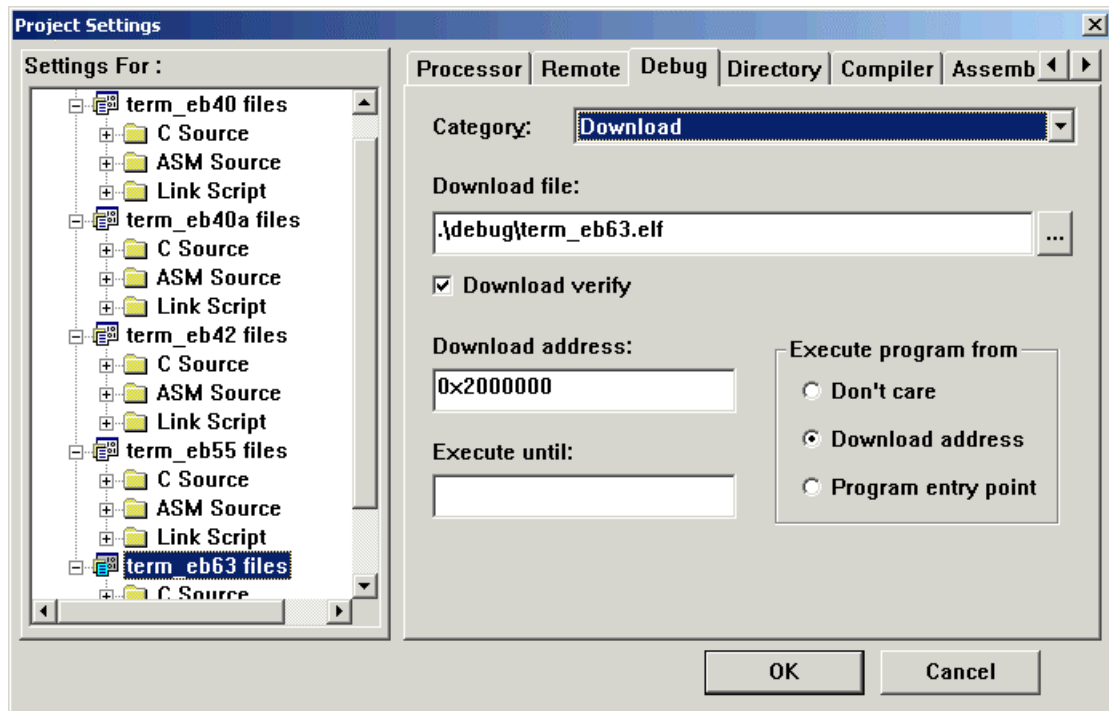 Project Settings
Settings For :
term_eb40 files
C Source
ASM Source
Link Script
term_eb40a files
C Source
ASM Source
Link Script
term_eb42 files
C Source
ASM Source
Link Script
term_eb55 files
C Source
ASM Source
Link Script
term_eb63 files
C Source
Processor Remote Debug Directory Compiler Assemb
Category: Download
Download file:
.\debug\term_eb63.elf ...
Download verify
Download address:
0x2000000
Execute until:
Execute program from
Don't care
Download address
Program entry point
OK Cancel